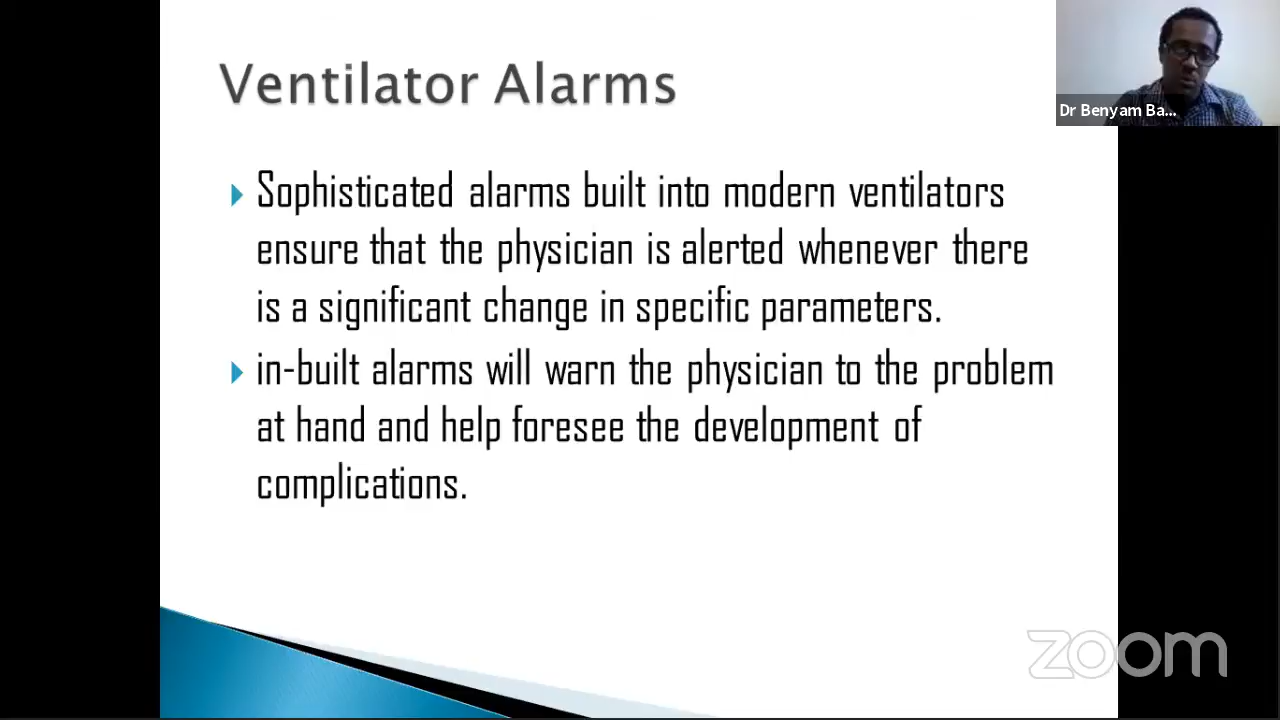 Ventilator Alarms
Dr Benyam Ba...
Sophisticated alarms built into modern ventilators
ensure that the physician is alerted whenever there
is a significant change in specific parameters.
in-built alarms will warn the physician to the problem
at hand and help foresee the development of
complications.
zoom